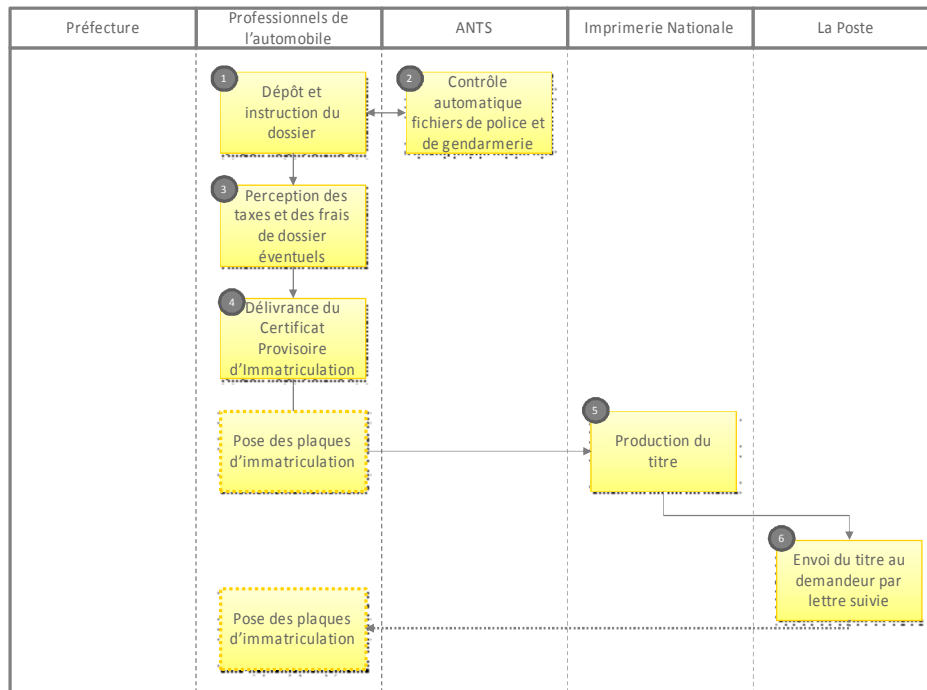 Préfecture
Professionnels de
l’automobile
ANTS
Imprimerie Nationale
La Poste
1
Dépôt et
instruction du
dossier
2
Contrôle
automatique
fichiers de police et
de gendarmerie
3
Perception des
taxes et des frais
de dossier
éventuels
4
Délivrance du
Certificat
Provisoire
d’Immatriculation
Pose des plaques
d’immatriculation
5
Production du
titre
6
Envoi du titre au
demandeur par
lettre suivie
Pose des plaques
d’immatriculation